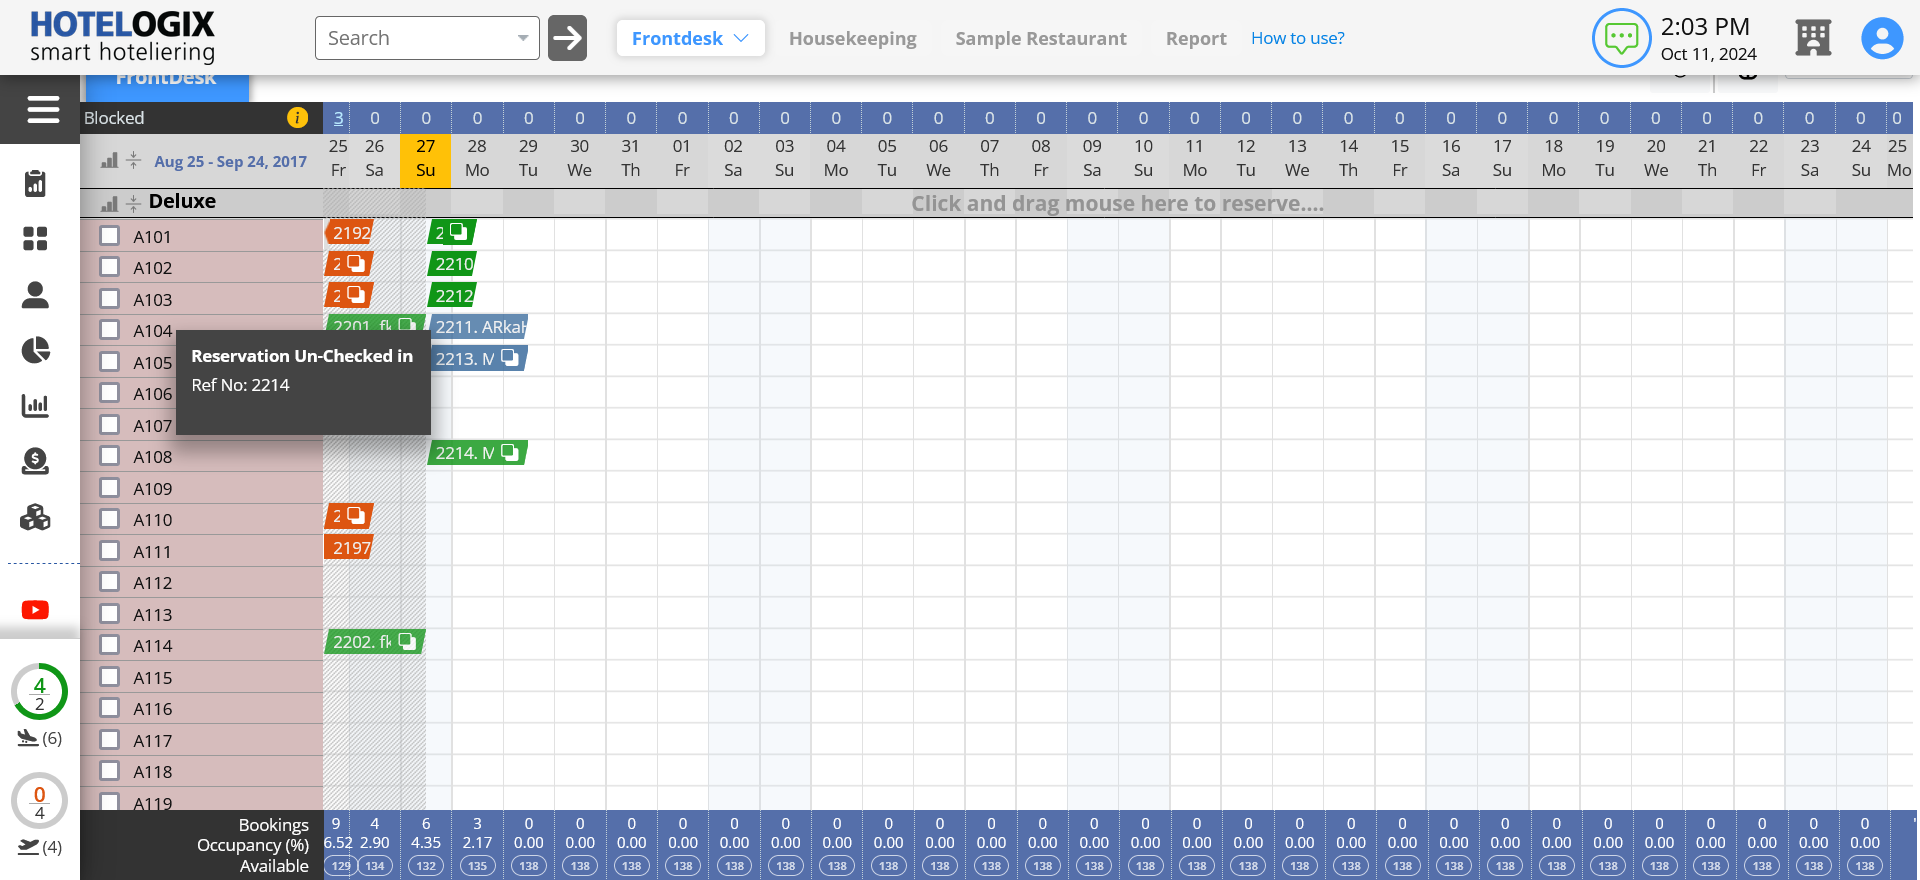 HOTELOGIX
smart hoteliering
Search
Frontdesk
Housekeeping
Sample Restaurant
Report
How to use?
2:03 PM
Oct 11, 2024
FrontDesk
Blocked i 3 0 0 0 0 0 0 0 0 0 0 0 0 0 0 0 0 0 0 0 0 0 0 0 0 0 0 0 0 0 0 0
Aug 25 - Sep 24, 2017
25 26 27 28 29 30 31 01 02 03 04 05 06 07 08 09 10 11 12 13 14 15 16 17 18 19 20 21 22 23 24 25
Fr Sa Su Mo Tu We Th Fr Sa Su Mo Tu We Th Fr Sa Su Mo Tu We Th Fr Sa Su Mo Tu We Th Fr Sa Su Mo
Deluxe
Click and drag mouse here to reserve....
A101 2192 2
A102 2 2210
A103 2 2212
A104 2201. fk 2211. ARkaH
A105 2213. M
Reservation Un-Checked in
Ref No: 2214
A106
A107
A108 2214. M
A109
A110 2
A111 2197
A112
A113
A114 2202. fk
A115
A116
A117
A118
A119
4
2
(6)
0
4
(4)
Bookings 9 4 6 3 0 0 0 0 0 0 0 0 0 0 0 0 0 0 0 0 0 0 0 0 0 0 0 0 0 0 0
Occupancy (%) 6.52 2.90 4.35 2.17 0.00 0.00 0.00 0.00 0.00 0.00 0.00 0.00 0.00 0.00 0.00 0.00 0.00 0.00 0.00 0.00 0.00 0.00 0.00 0.00 0.00 0.00 0.00 0.00 0.00 0.00 0.00
Available 129 134 132 135 138 138 138 138 138 138 138 138 138 138 138 138 138 138 138 138 138 138 138 138 138 138 138 138 138 138 138